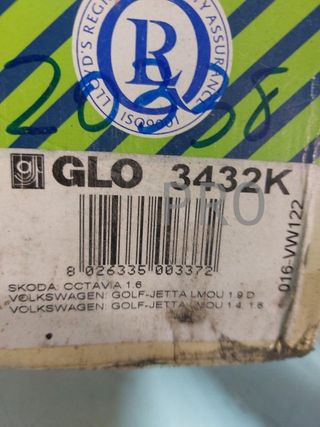 LLOYD'S REGISTER QUALITY ASSURANCE
LR
ISO9001
20358
GLO 3432K
PRO
8 026335 003372
016-VW122
SKODA: OCTAVIA 1.6
VOLKSWAGEN: GOLF-JETTA LMOU 1.9 D
VOLKSWAGEN: GOLF-JETTA LMOU 1.4, 1.6